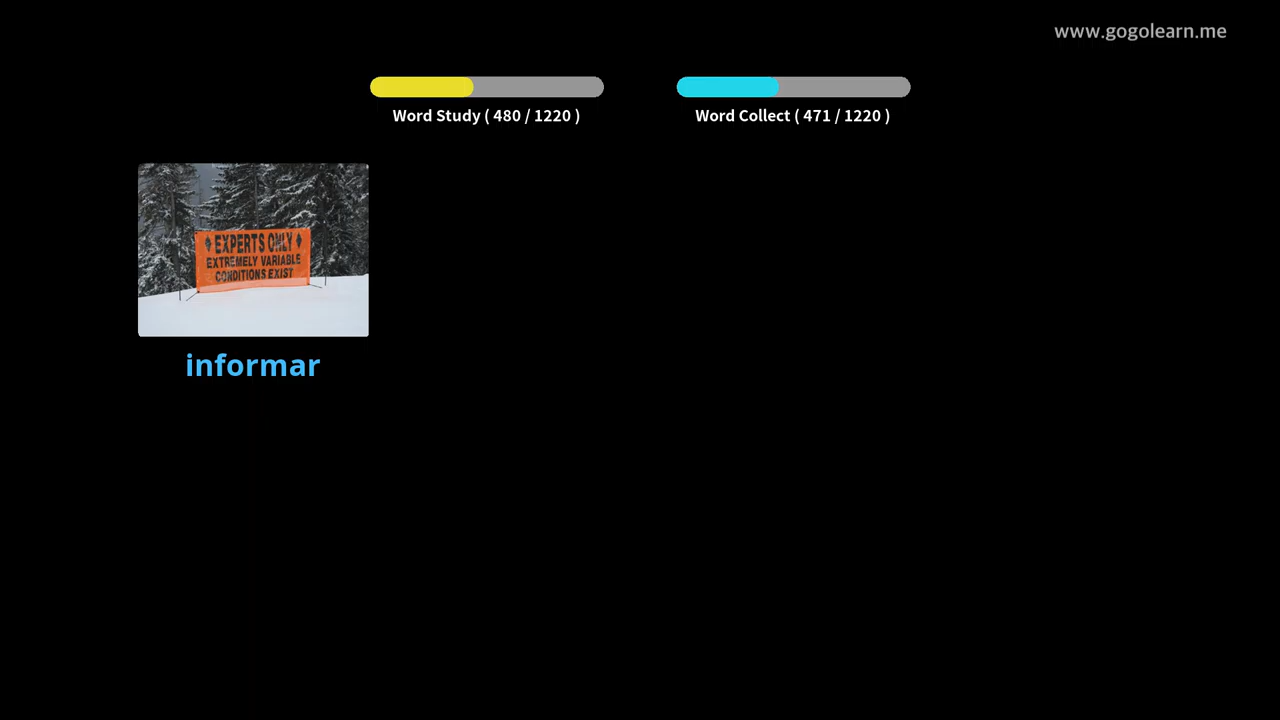 www.gogolearn.me
Word Study ( 480 / 1220 )
Word Collect ( 471 / 1220 )
EXPERTS ONLY
EXTREMELY VARIABLE
CONDITIONS EXIST
informar